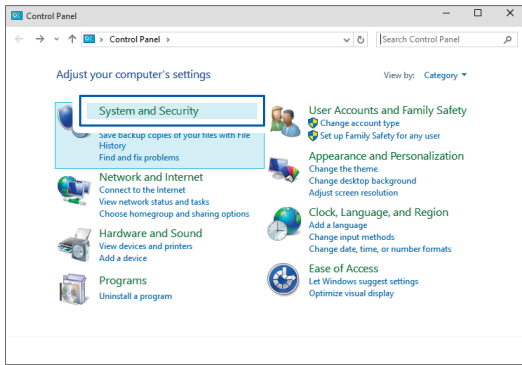 Control Panel
Control Panel
Search Control Panel
Adjust your computer's settings
View by: Category
System and Security
Save backup copies of your files with File
History
Find and fix problems
Network and Internet
Connect to the Internet
View network status and tasks
Choose homegroup and sharing options
Hardware and Sound
View devices and printers
Add a device
Programs
Uninstall a program
User Accounts and Family Safety
Change account type
Set up Family Safety for any user
Appearance and Personalization
Change the theme
Change desktop background
Adjust screen resolution
Clock, Language, and Region
Add a language
Change input methods
Change date, time, or number formats
Ease of Access
Let Windows suggest settings
Optimize visual display